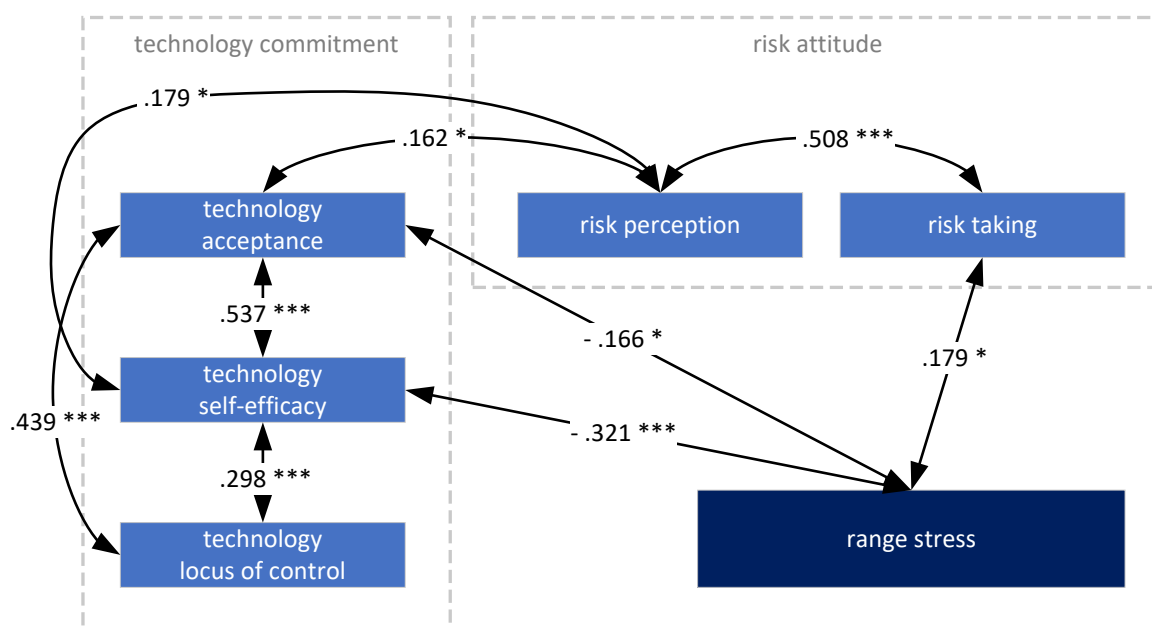 technology commitment
risk attitude
.179 *
.162 *
.508 ***
technology
acceptance
risk perception
risk taking
.537 ***
- .166 *
.179 *
technology
self-efficacy
.439 ***
- .321 ***
.298 ***
technology
locus of control
range stress